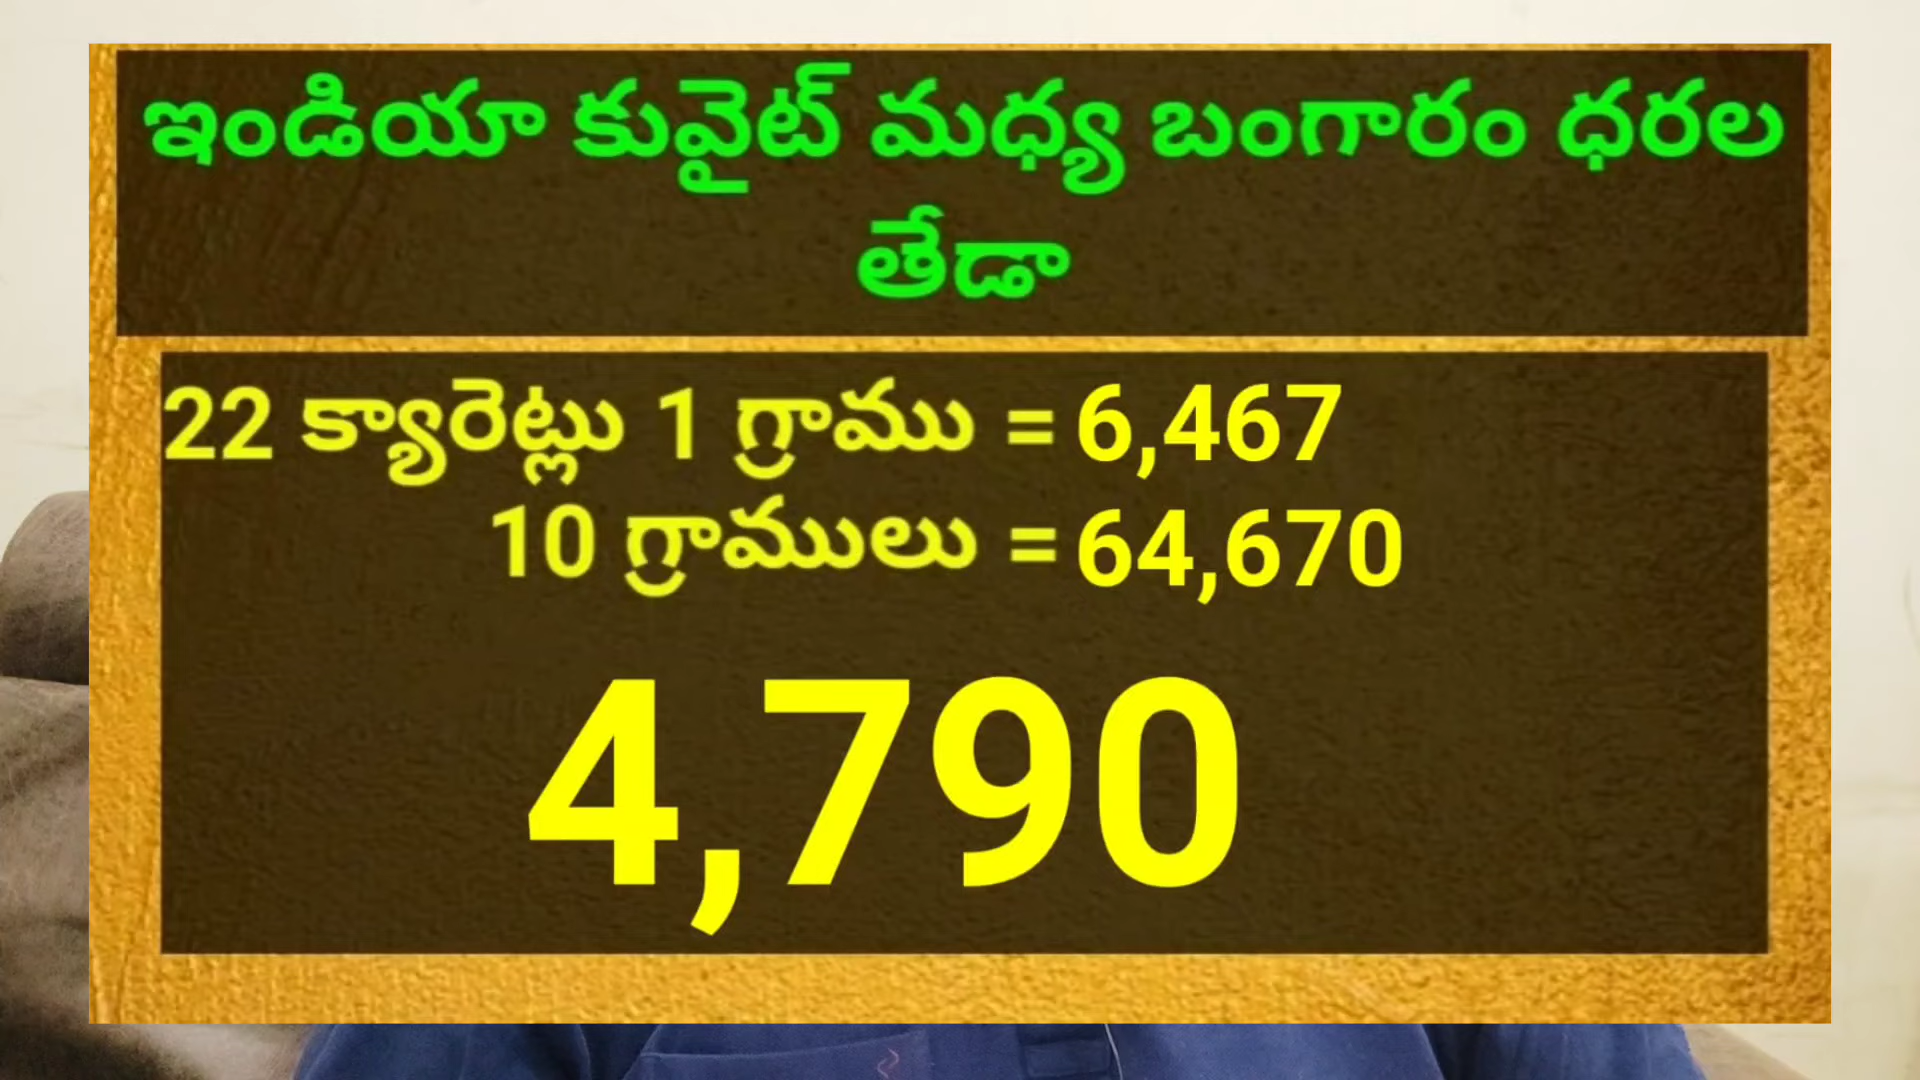 ఇండియా కువైట్ మధ్య బంగారం ధరల
తేడా
22 క్యారెట్లు 1 గ్రాము = 6,467
10 గ్రాములు = 64,670
4,790